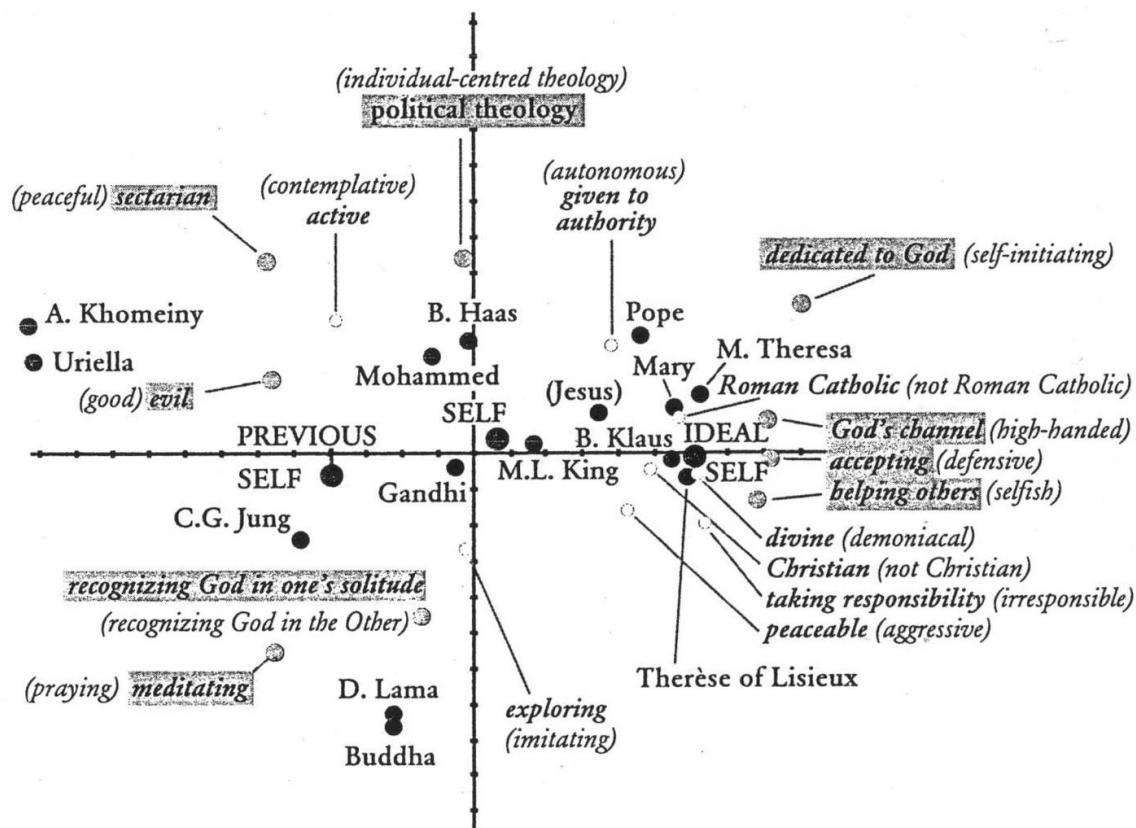 (individual-centred theology)
political theology
(peaceful) sectarian
(contemplative)
active
(autonomous)
given to
authority
dedicated to God (self-initiating)
A. Khomeiny
Uriella
(good) evil
B. Haas
Mohammed
Pope
Mary
M. Theresa
Roman Catholic (not Roman Catholic)
(Jesus)
SELF
PREVIOUS
SELF
B. Klaus
IDEAL
SELF
God's channel (high-handed)
accepting (defensive)
helping others (selfish)
M.L. King
Gandhi
C.G. Jung
divine (demoniacal)
Christian (not Christian)
taking responsibility (irresponsible)
peaceable (aggressive)
recognizing God in one's solitude
(recognizing God in the Other)
(praying) meditating
Therèse of Lisieux
D. Lama
Buddha
exploring
(imitating)